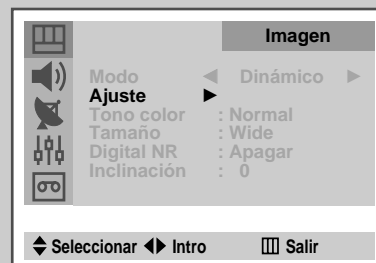 Imagen
Modo ◀ Dinámico ▶
Ajuste ▶
Tono color : Normal
Tamaño : Wide
Digital NR : Apagar
Inclinación : 0
Seleccionar Intro Salir